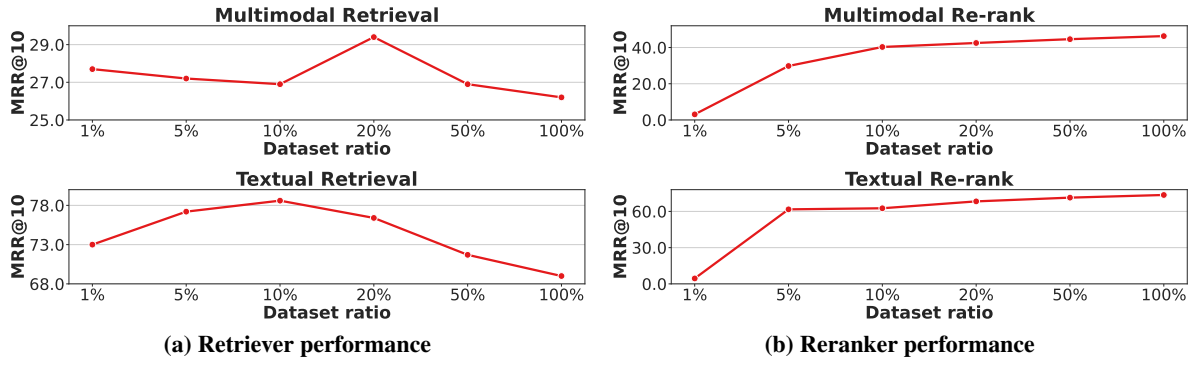 Multimodal Retrieval
MRR@10
29.0
27.0
25.0
1% 5% 10% 20% 50% 100%
Dataset ratio
Textual Retrieval
MRR@10
78.0
73.0
68.0
1% 5% 10% 20% 50% 100%
Dataset ratio
(a) Retriever performance
Multimodal Re-rank
MRR@10
40.0
20.0
0.0
1% 5% 10% 20% 50% 100%
Dataset ratio
Textual Re-rank
MRR@10
60.0
30.0
0.0
1% 5% 10% 20% 50% 100%
Dataset ratio
(b) Reranker performance